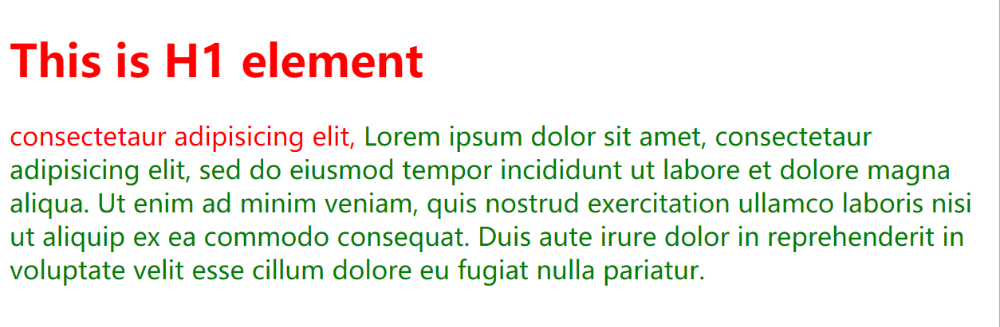 This is H1 element
consectetaur adipisicing elit, Lorem ipsum dolor sit amet, consectetaur
adipisicing elit, sed do eiusmod tempor incididunt ut labore et dolore magna
aliqua. Ut enim ad minim veniam, quis nostrud exercitation ullamco laboris nisi
ut aliquip ex ea commodo consequat. Duis aute irure dolor in reprehenderit in
voluptate velit esse cillum dolore eu fugiat nulla pariatur.